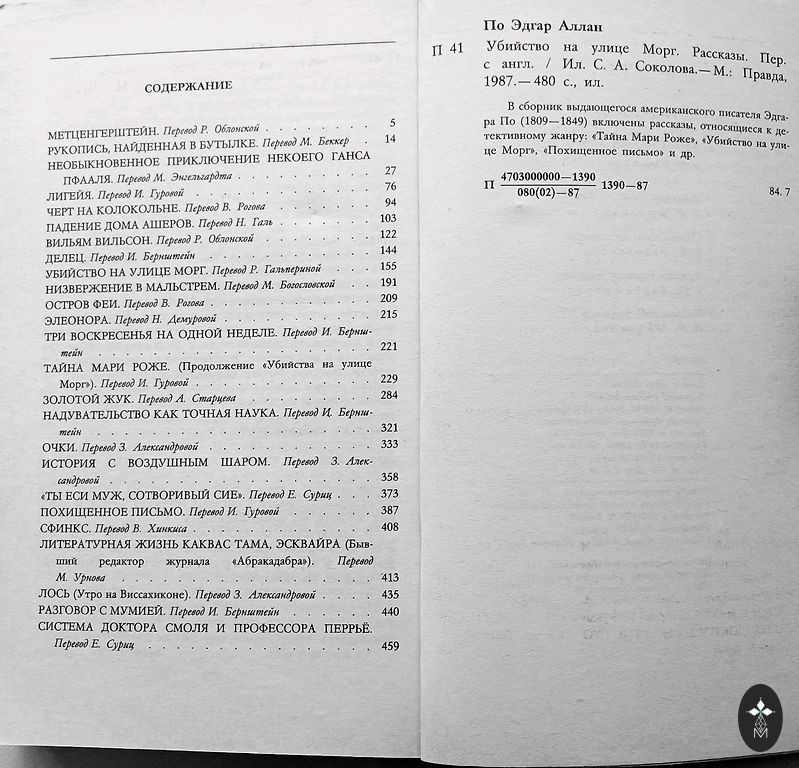 СОДЕРЖАНИЕ
МЕТЦЕНГЕРШТЕЙН. Перевод Р. Облонской . . . . . . . . 5
РУКОПИСЬ, НАЙДЕННАЯ В БУТЫЛКЕ. Перевод М. Беккер . 14
НЕОБЫКНОВЕННОЕ ПРИКЛЮЧЕНИЕ НЕКОЕГО ГАНСА
ПФААЛЯ. Перевод М. Энгельгардта . . . . . . . . . 27
ЛИГЕЙЯ. Перевод И. Гуровой . . . . . . . . . . . . 76
ЧЕРТ НА КОЛОКОЛЬНЕ. Перевод В. Рогова . . . . . . . 94
ПАДЕНИЕ ДОМА АШЕРОВ. Перевод Н. Галь . . . . . . . 103
ВИЛЬЯМ ВИЛЬСОН. Перевод Р. Облонской . . . . . . . 122
ДЕЛЕЦ. Перевод И. Бернштейн . . . . . . . . . . . 144
УБИЙСТВО НА УЛИЦЕ МОРГ. Перевод Р. Гальпериной . . . 155
НИЗВЕРЖЕНИЕ В МАЛЬСТРЕМ. Перевод М. Богословской . . 191
ОСТРОВ ФЕИ. Перевод В. Рогова . . . . . . . . . . 209
ЭЛЕОНОРА. Перевод Н. Демуровой . . . . . . . . . . 215
ТРИ ВОСКРЕСЕНЬЯ НА ОДНОЙ НЕДЕЛЕ. Перевод И. Бернш-
тейн . . . . . . . . . . . . . . . . . 221
ТАЙНА МАРИ РОЖЕ. (Продолжение «Убийства на улице
Морг»). Перевод И. Гуровой . . . . . . . . . . . 229
ЗОЛОТОЙ ЖУК. Перевод А. Старцева . . . . . . . . . 284
НАДУВАТЕЛЬСТВО КАК ТОЧНАЯ НАУКА. Перевод И. Бернш-
тейн . . . . . . . . . . . . . . . . . 321
ОЧКИ. Перевод З. Александровой . . . . . . . . . . 333
ИСТОРИЯ С ВОЗДУШНЫМ ШАРОМ. Перевод З. Алек-
сандровой . . . . . . . . . . . . . . . 358
«ТЫ ЕСИ МУЖ, СОТВОРИВЫЙ СИЕ». Перевод Е. Суриц . . . 373
ПОХИЩЕННОЕ ПИСЬМО. Перевод И. Гуровой . . . . . . 387
СФИНКС. Перевод В. Хинкиса . . . . . . . . . . . 408
ЛИТЕРАТУРНАЯ ЖИЗНЬ КАКВАС ТАМА, ЭСКВАЙРА (Быв-
ший редактор журнала «Абракадабра»). Перевод
М. Урнова . . . . . . . . . . . . . . . 413
ЛОСЬ (Утро на Виссахиконе). Перевод З. Александровой . . 435
РАЗГОВОР С МУМИЕЙ. Перевод И. Бернштейн . . . . . . 440
СИСТЕМА ДОКТОРА СМОЛЯ И ПРОФЕССОРА ПЕРРЬЁ.
Перевод Е. Суриц . . . . . . . . . . . . . 459
По Эдгар Аллан
П 41 Убийство на улице Морг. Рассказы. Пер.
с англ. / Ил. С. А. Соколова.— М.: Правда,
1987.— 480 с., ил.
В сборник выдающегося американского писателя Эдга-
ра По (1809—1849) включены рассказы, относящиеся к де-
тективному жанру: «Тайна Мари Роже», «Убийство на ули-
це Морг», «Похищенное письмо» и др.
4703000000—1390
П 080(02)—87 1390—87
84. 7
М